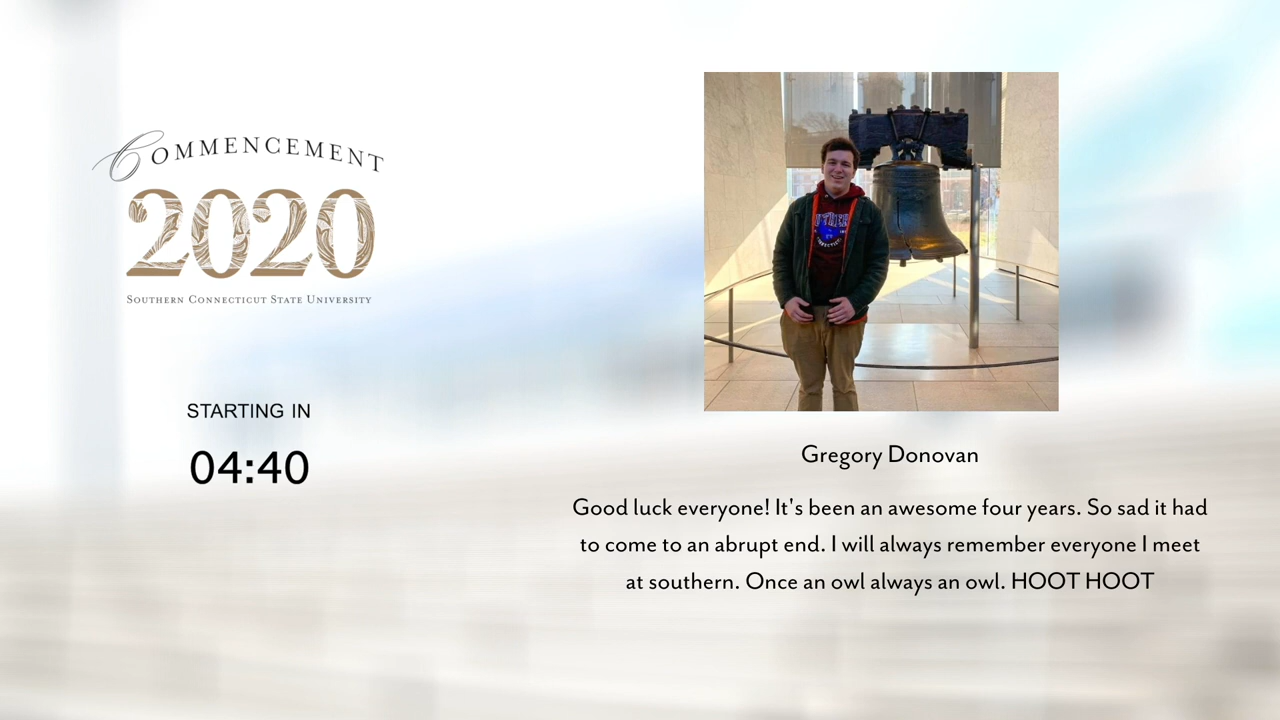 COMMENCEMENT
2020
SOUTHERN CONNECTICUT STATE UNIVERSITY
STARTING IN
04:40
Gregory Donovan
Good luck everyone! It's been an awesome four years. So sad it had
to come to an abrupt end. I will always remember everyone I meet
at southern. Once an owl always an owl. HOOT HOOT